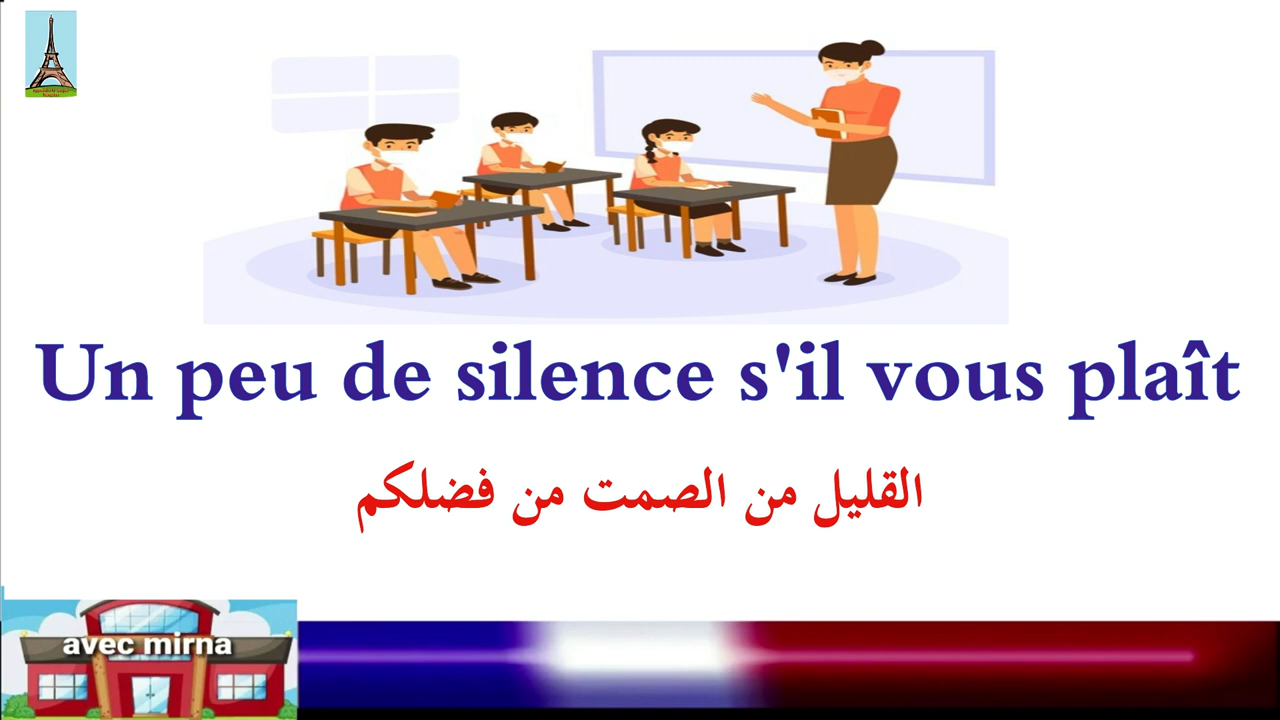 Un peu de silence s'il vous plaît
القليل من الصمت من فضلكم
avec mirna